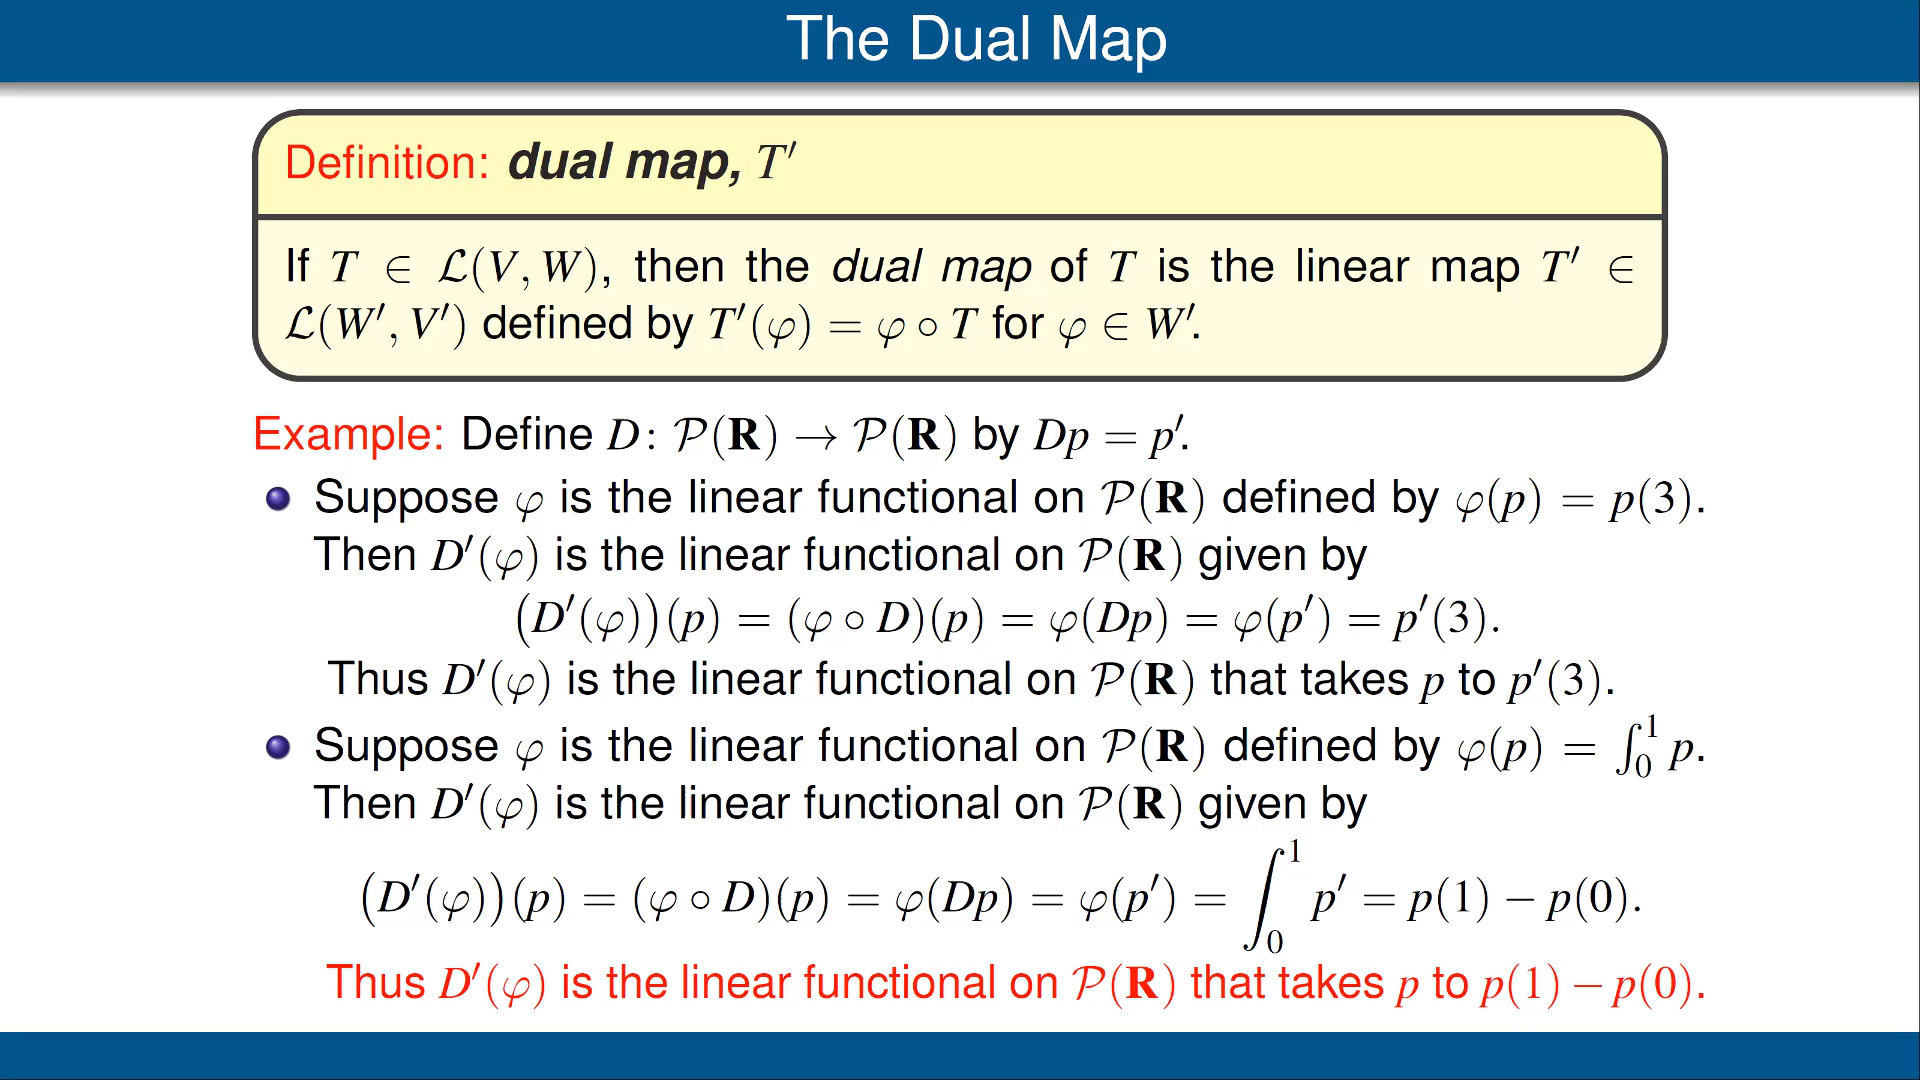 The Dual Map
Definition: dual map, T′
If T ∈ ℒ(V, W), then the dual map of T is the linear map T′ ∈
ℒ(W′, V′) defined by T′(φ) = φ ∘ T for φ ∈ W′.
Example: Define D: 𝒫(R) → 𝒫(R) by Dp = p′.
Suppose φ is the linear functional on 𝒫(R) defined by φ(p) = p(3).
Then D′(φ) is the linear functional on 𝒫(R) given by
(D′(φ))(p) = (φ ∘ D)(p) = φ(Dp) = φ(p′) = p′(3).
Thus D′(φ) is the linear functional on 𝒫(R) that takes p to p′(3).
Suppose φ is the linear functional on 𝒫(R) defined by φ(p) = ∫₀¹ p.
Then D′(φ) is the linear functional on 𝒫(R) given by
(D′(φ))(p) = (φ ∘ D)(p) = φ(Dp) = φ(p′) = ∫₀¹ p′ = p(1) − p(0).
Thus D′(φ) is the linear functional on 𝒫(R) that takes p to p(1) − p(0).